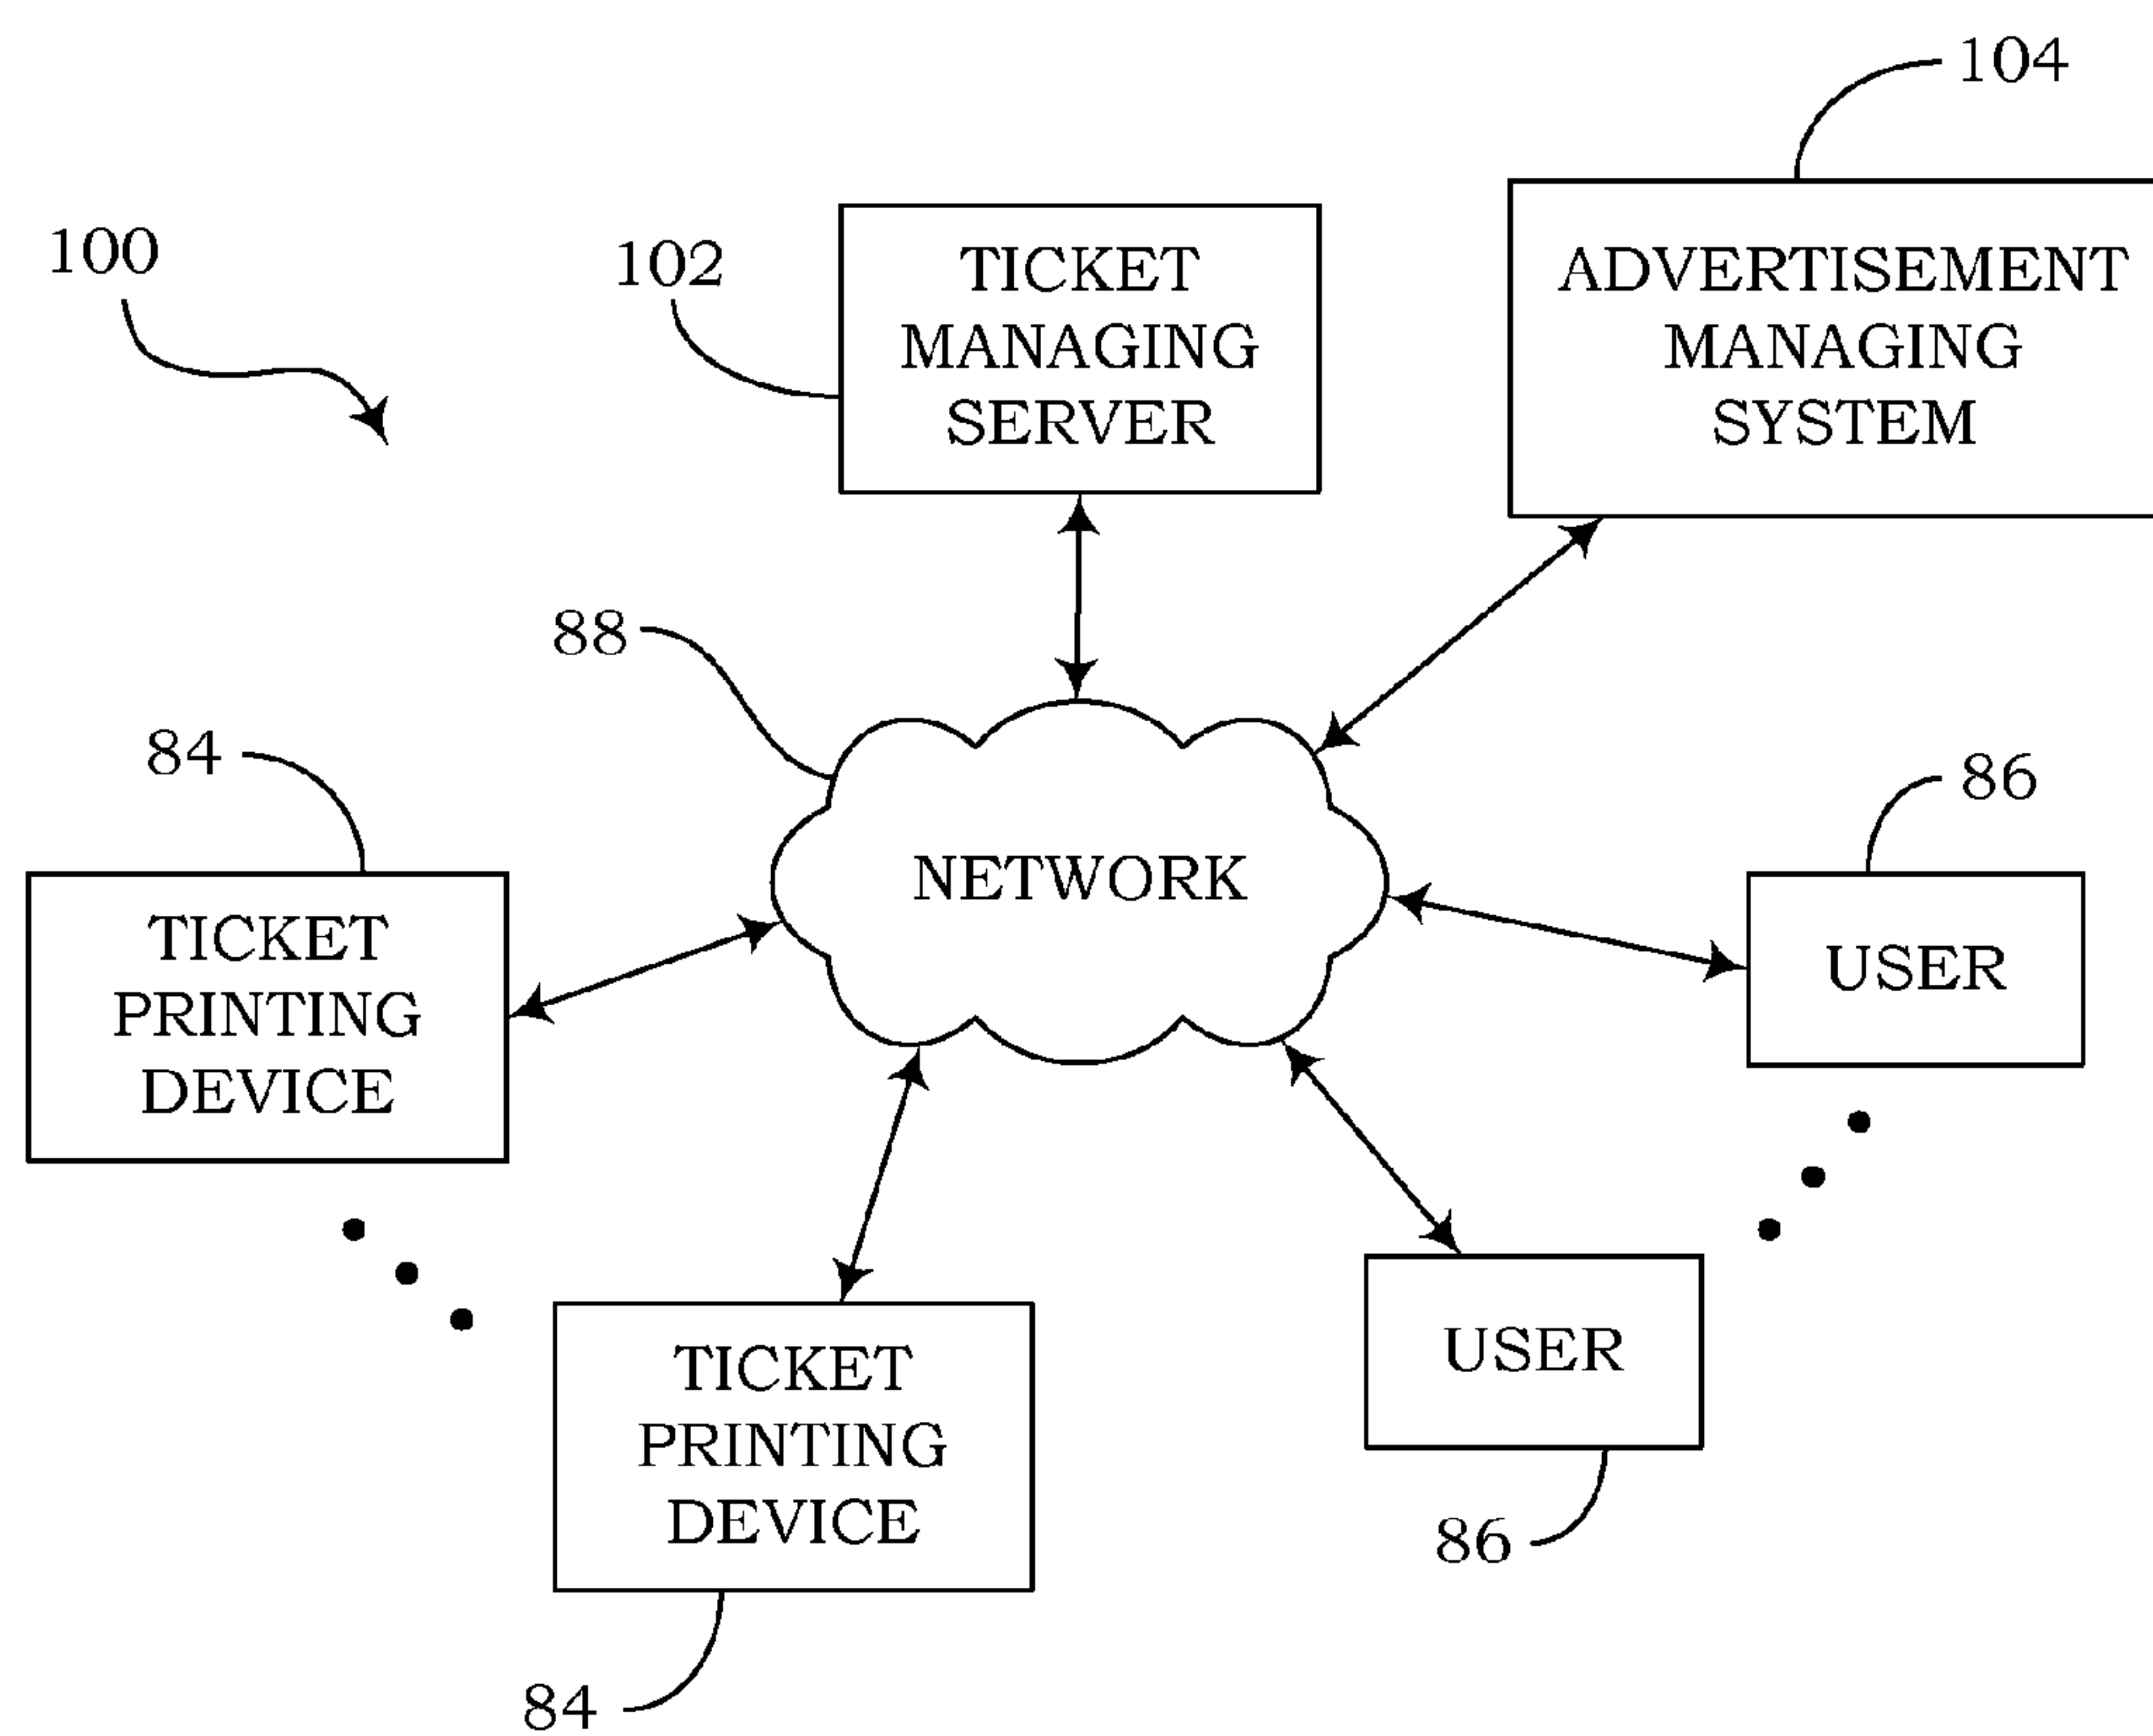 104
100
102
TICKET
MANAGING
SERVER
ADVERTISEMENT
MANAGING
SYSTEM
88
84
86
NETWORK
TICKET
PRINTING
DEVICE
USER
TICKET
PRINTING
DEVICE
USER
86
84